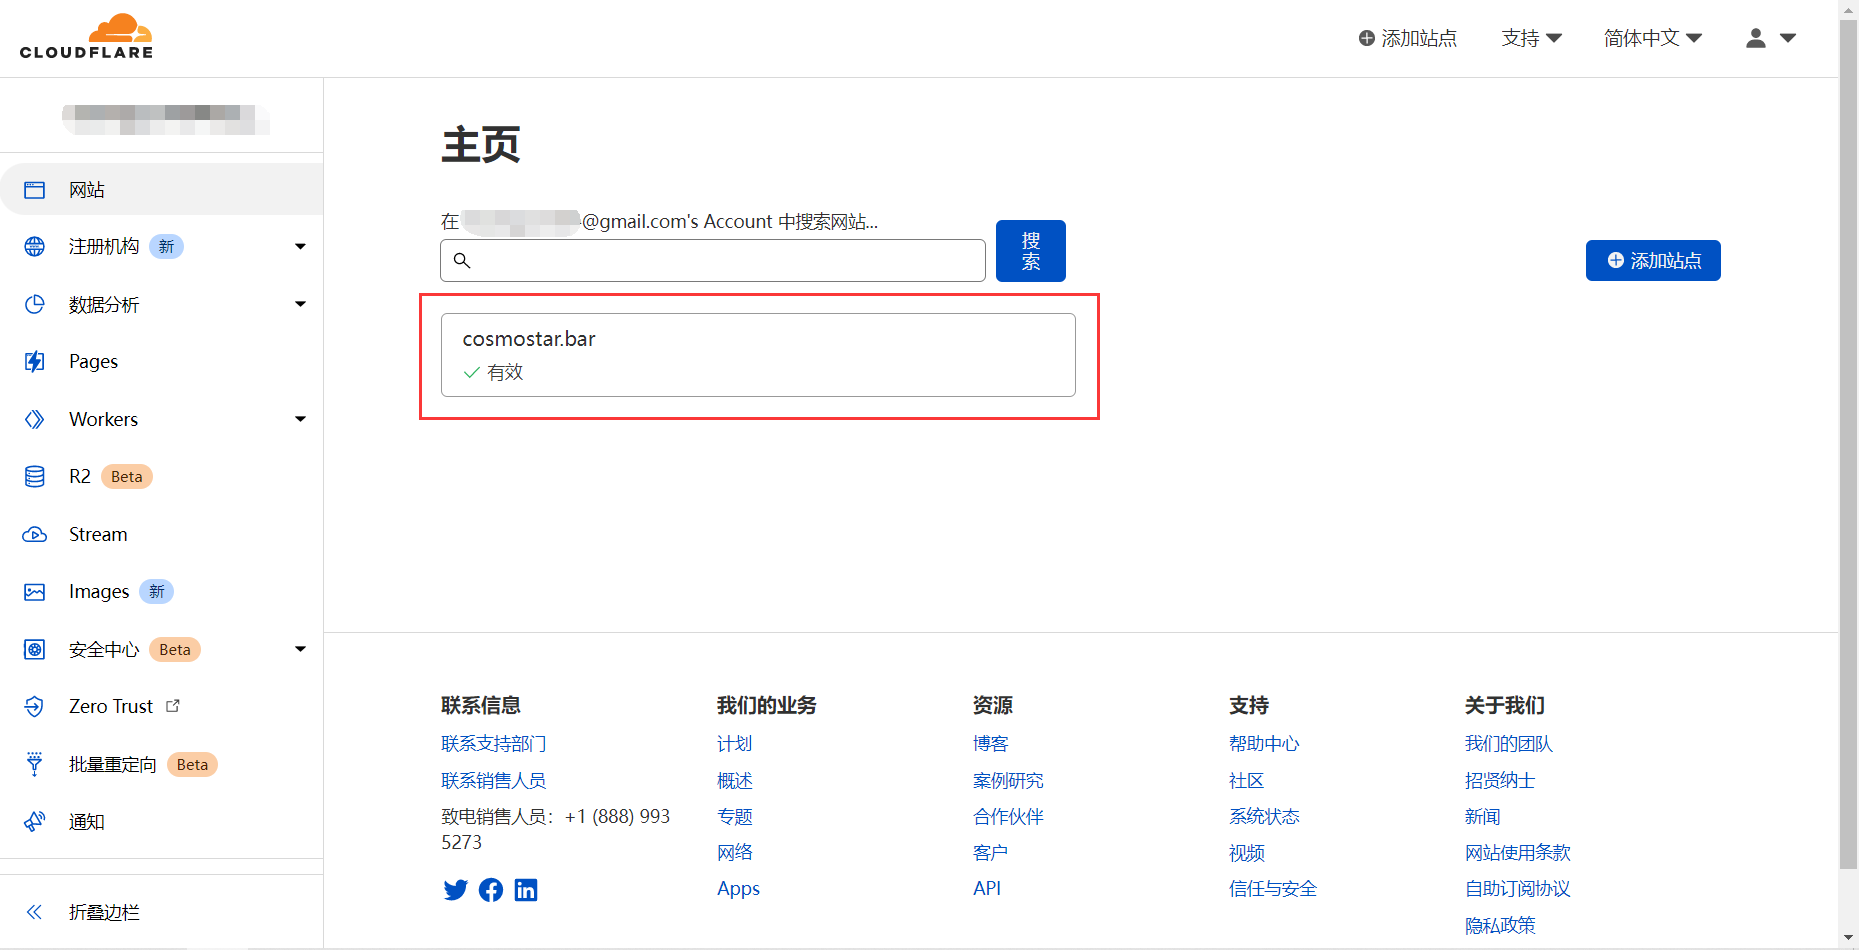 CLOUDFLARE
添加站点
支持
简体中文
网站
注册机构 新
数据分析
Pages
Workers
R2 Beta
Stream
Images 新
安全中心 Beta
Zero Trust
批量重定向 Beta
通知
折叠边栏
主页
在
@gmail.com's Account 中搜索网站...
搜
索
添加站点
cosmostar.bar
有效
联系信息
联系支持部门
联系销售人员
致电销售人员：+1 (888) 993
5273
我们的业务
计划
概述
专题
网络
Apps
资源
博客
案例研究
合作伙伴
客户
API
支持
帮助中心
社区
系统状态
视频
信任与安全
关于我们
我们的团队
招贤纳士
新闻
网站使用条款
自助订阅协议
隐私政策